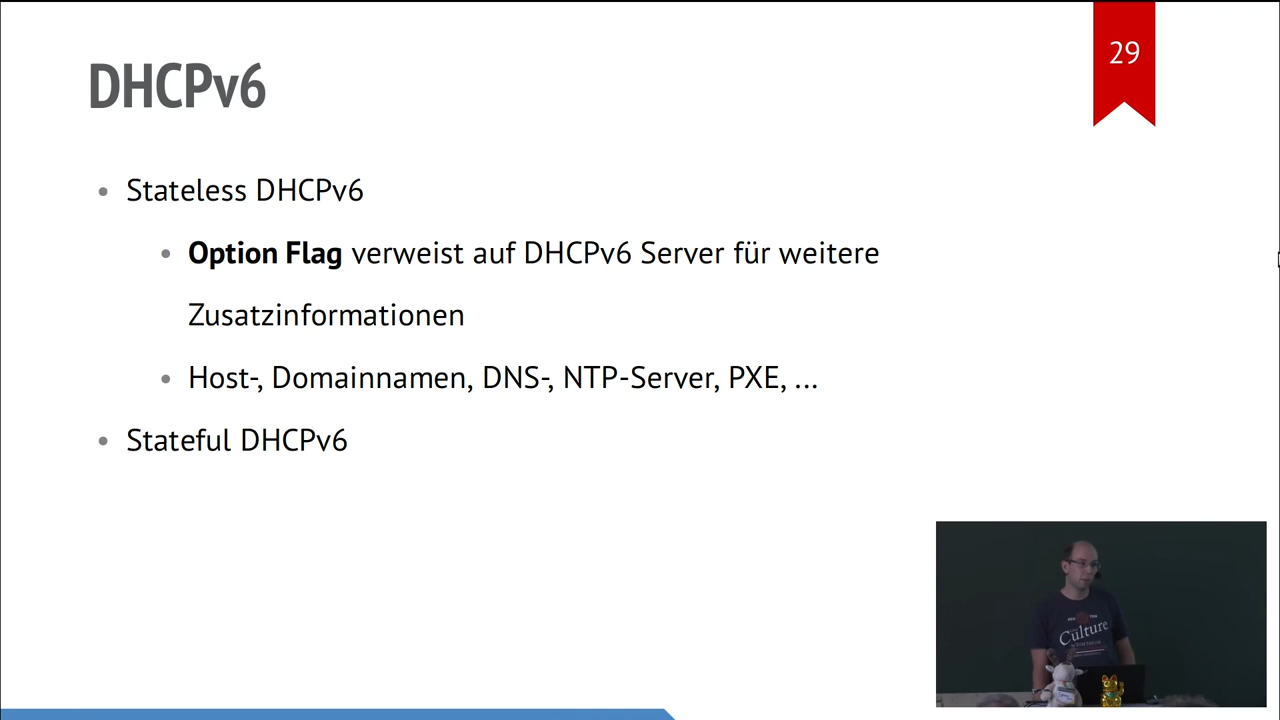 29
DHCPv6
Stateless DHCPv6
Option Flag verweist auf DHCPv6 Server für weitere
Zusatzinformationen
Host-, Domainnamen, DNS-, NTP-Server, PXE, ...
Stateful DHCPv6
Culture